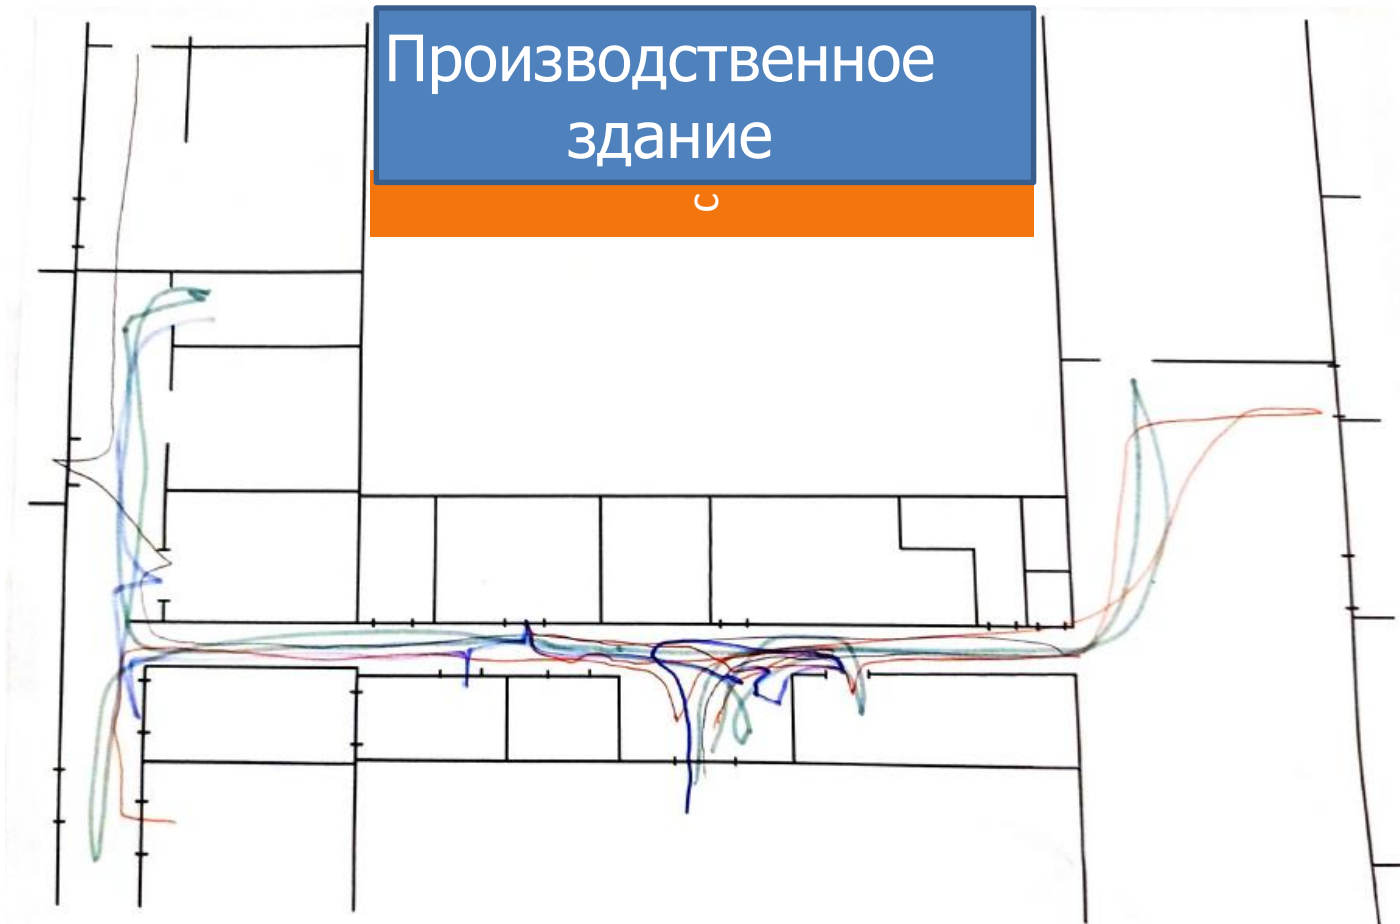 Производственное
здание
с